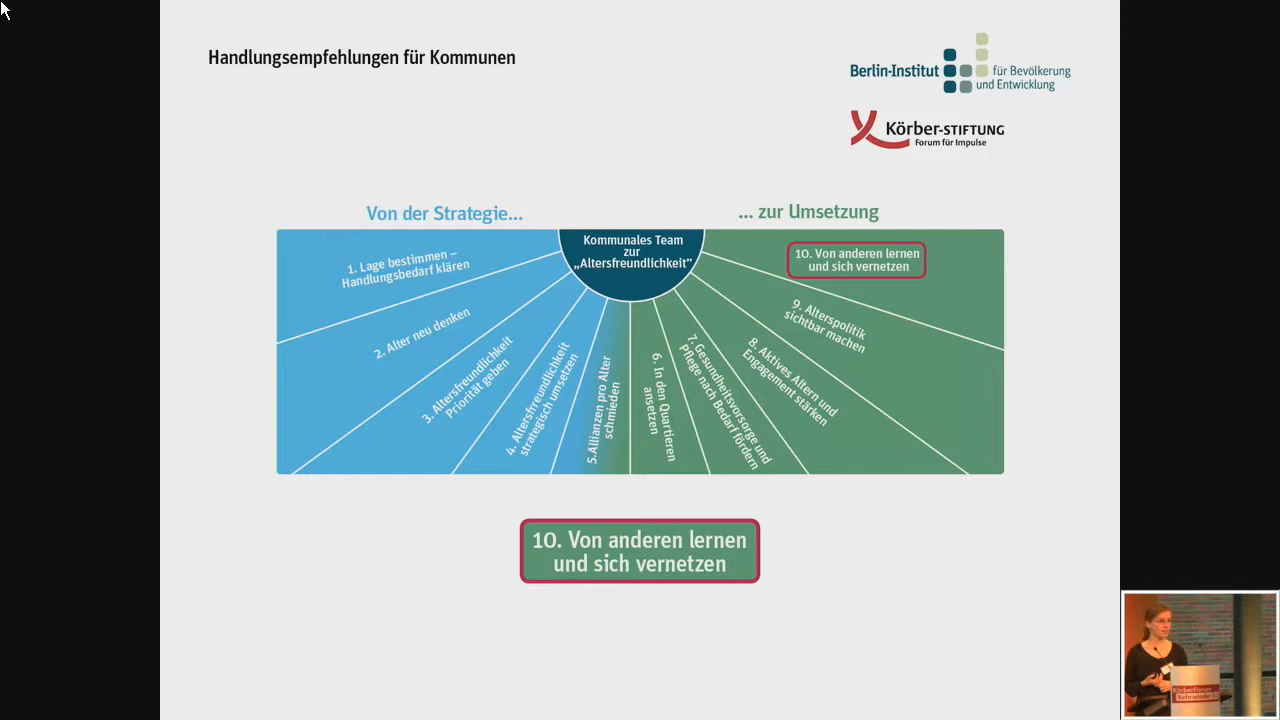 Handlungsempfehlungen für Kommunen
Berlin-Institut
für Bevölkerung
und Entwicklung
Körber-STIFTUNG
Forum für Impulse
Von der Strategie...
... zur Umsetzung
Kommunales Team
zur
„Altersfreundlichkeit”
1. Lage bestimmen –
Handlungsbedarf klären
2. Alter neu denken
3. Altersfreundlichkeit
Priorität geben
4. Altersfreundlichkeit
strategisch umsetzen
5.Allianzen pro Alter
schmieden
6. In den Quartieren
ansetzen
7. Gesundheitsvorsorge und
Pflege nach Bedarf fördern
8. Aktives Altern und
Engagement stärken
9. Alterspolitik
sichtbar machen
10. Von anderen lernen
und sich vernetzen
10. Von anderen lernen
und sich vernetzen
KörberForum
Kehrwieder